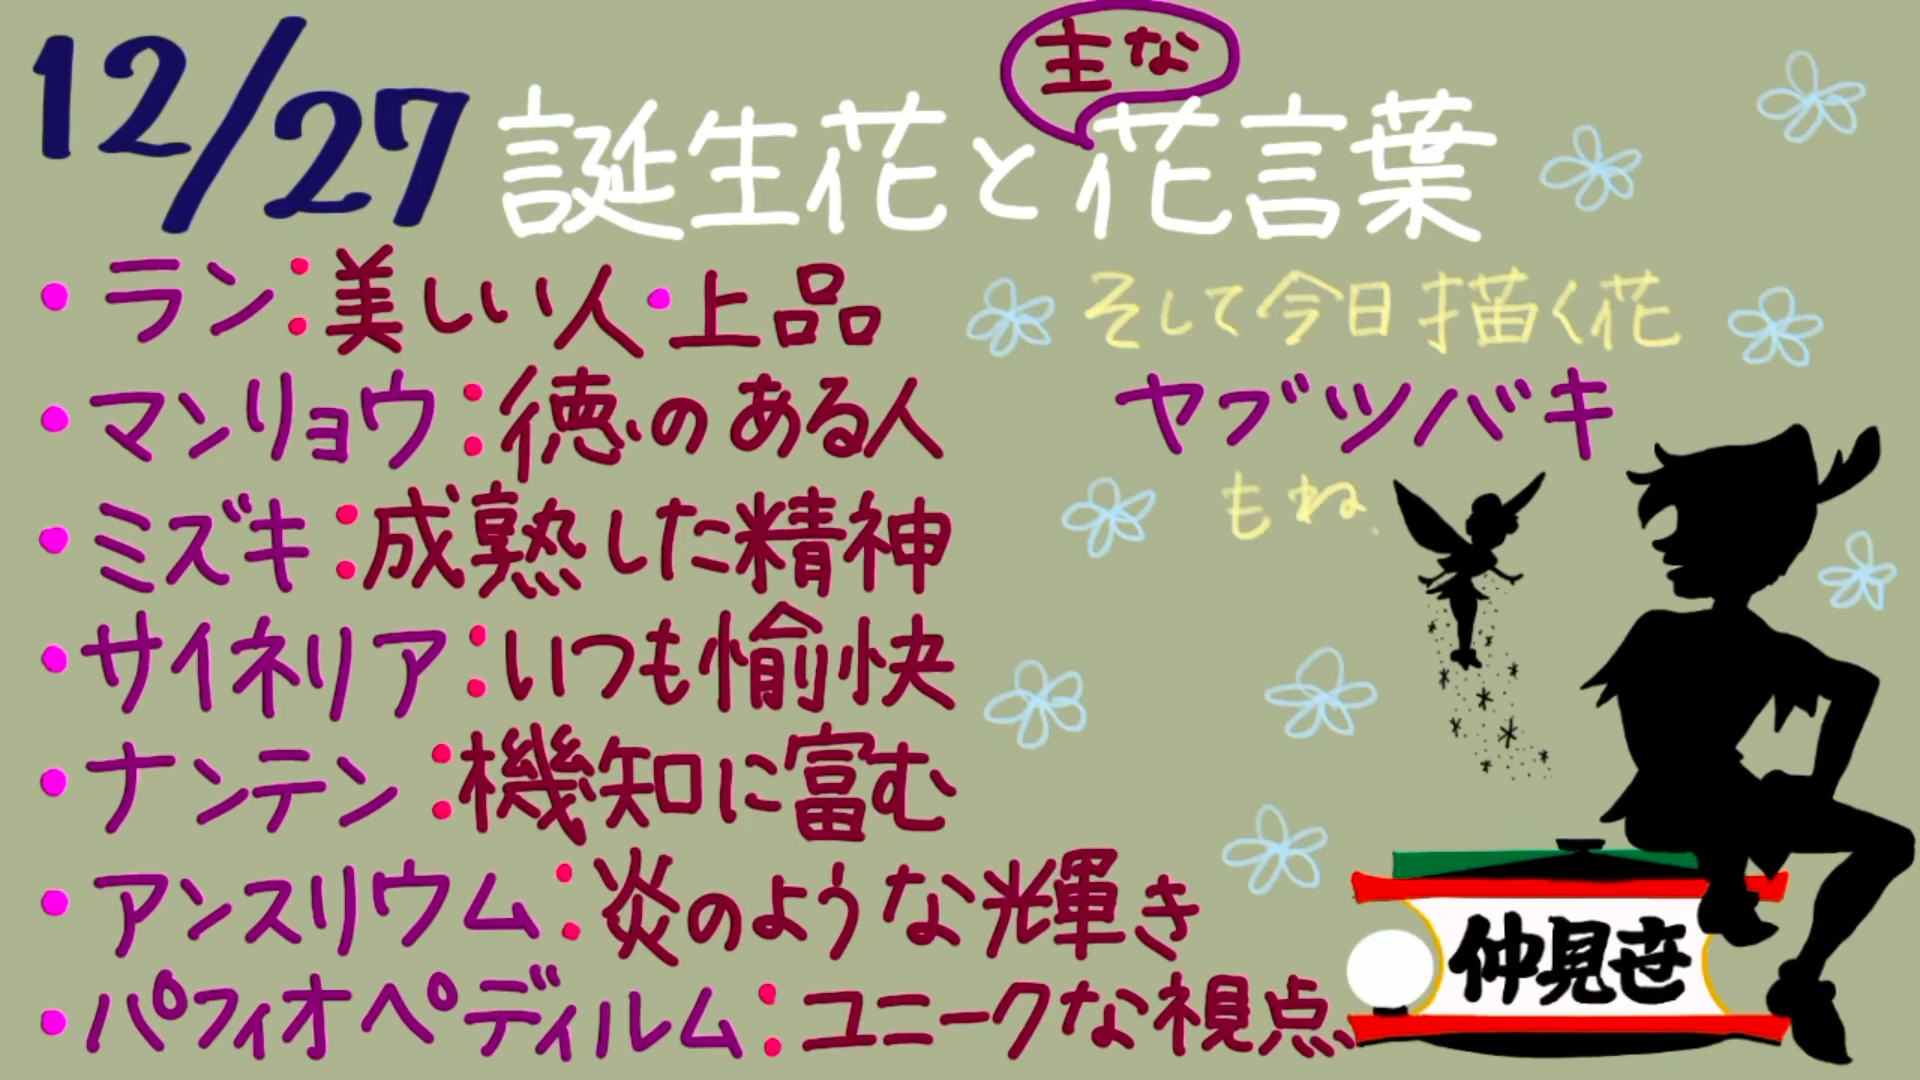 12/27 誕生花と主な花言葉
・ラン:美しい人・上品
・マンリョウ:徳のある人
・ミズキ:成熟した精神
・サイネリア:いつも愉快
・ナンテン:機知に富む
・アンスリウム:炎のような輝き
・パフィオペディルム:ユニークな視点、
そして今日描く花
ヤブツバキ
もね、
仲見世